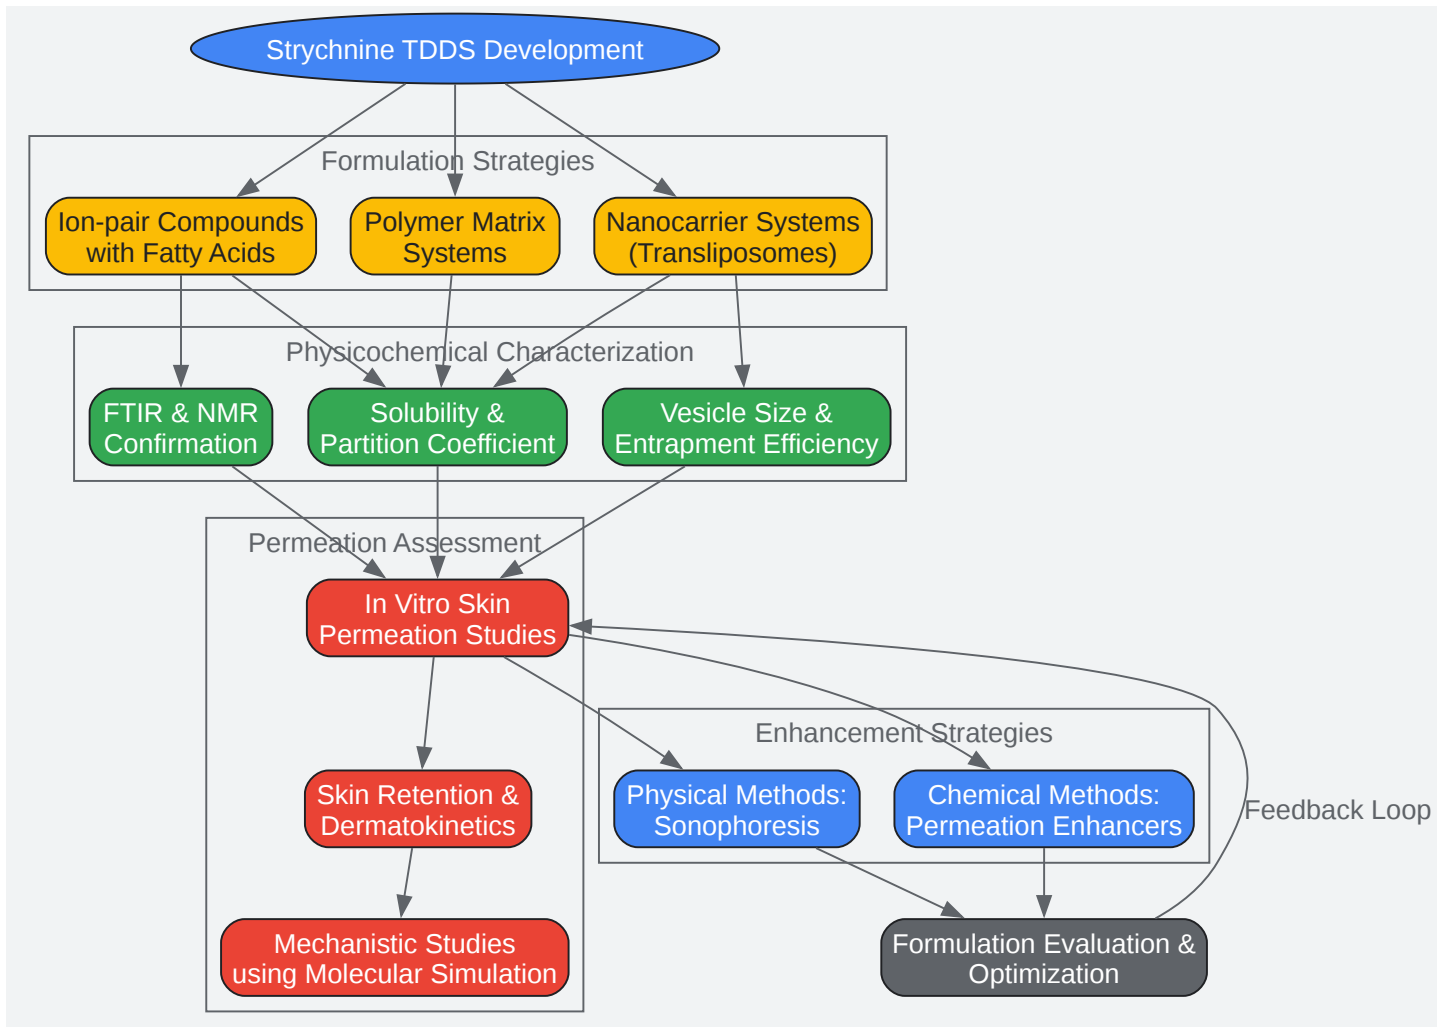 Strychnine TDDS Development
Formulation Strategies
Ion-pair Compounds
with Fatty Acids
Polymer Matrix
Systems
Nanocarrier Systems
(Transliposomes)
Physicochemical Characterization
FTIR & NMR
Confirmation
Solubility &
Partition Coefficient
Vesicle Size &
Entrapment Efficiency
Permeation Assessment
In Vitro Skin
Permeation Studies
Enhancement Strategies
Skin Retention &
Dermatokinetics
Physical Methods:
Sonophoresis
Chemical Methods:
Permeation Enhancers
Feedback Loop
Mechanistic Studies
using Molecular Simulation
Formulation Evaluation &
Optimization